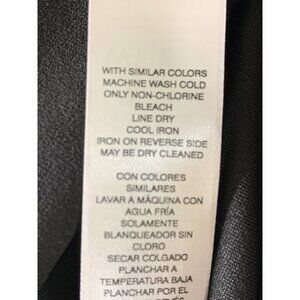 WITH SIMILAR COLORS
MACHINE WASH COLD
ONLY NON-CHLORINE
BLEACH
LINE DRY
COOL IRON
IRON ON REVERSE SIDE
MAY BE DRY CLEANED
CON COLORES
SIMILARES
LAVAR A MÁQUINA CON
AGUA FRÍA
SOLAMENTE
BLANQUEADOR SIN
CLORO
SECAR COLGADO
PLANCHAR A
TEMPERATURA BAJA
PLANCHAR POR EL